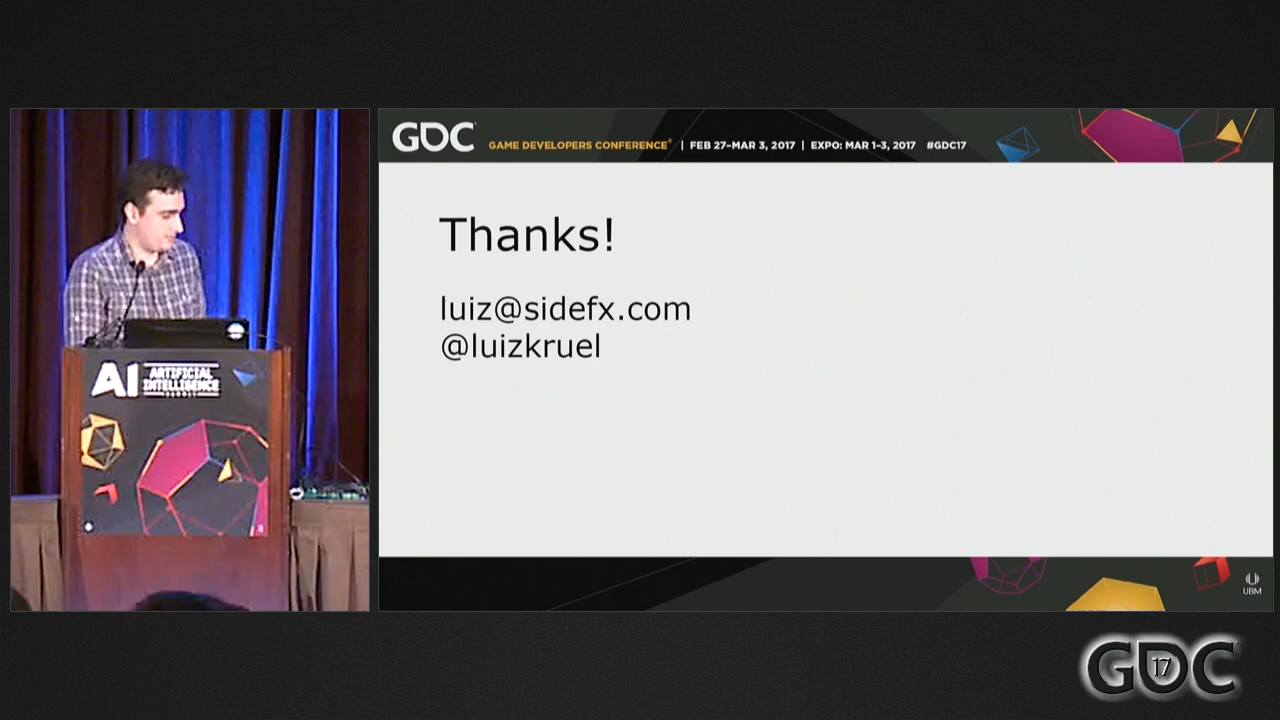 GDC GAME DEVELOPERS CONFERENCE® | FEB 27–MAR 3, 2017 | EXPO: MAR 1–3, 2017 #GDC17
Thanks!
luiz@sidefx.com
@luizkruel
AI ARTIFICIAL
INTELLIGENCE
SUMMIT
UBM
GDC 17